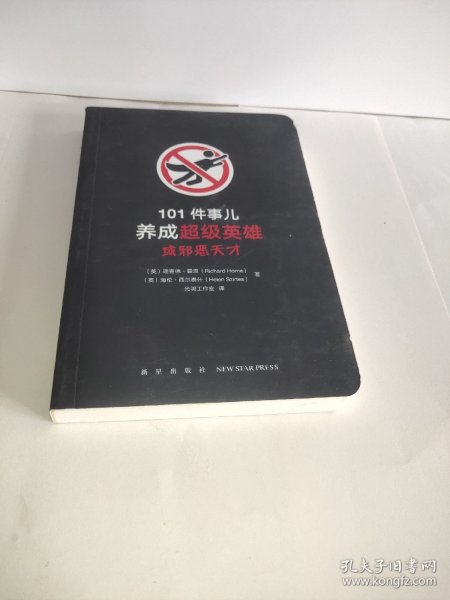 101 件事儿
养成超级英雄
或邪恶天才
(英) 理查德·霍恩 (Richard Horne)
(英) 海伦·西尔泰什 (Helen Szirtes) 著
光涧工作室 译
新星出版社 NEW STAR PRESS
孔夫子旧书网
www.kongfz.com